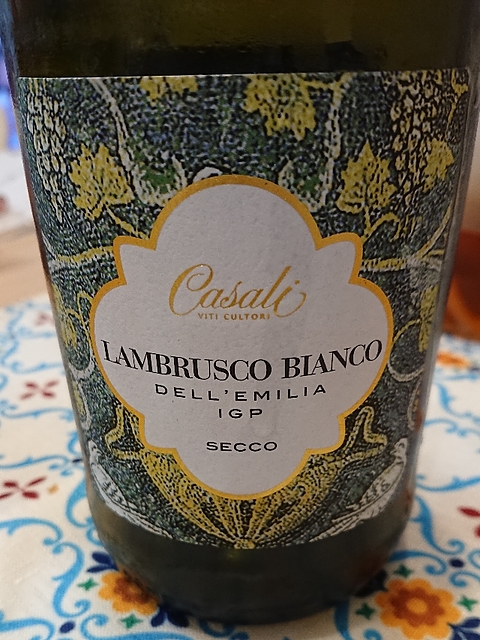 Casali
VITI CULTORI
LAMBRUSCO BIANCO
DELL'EMILIA
IGP
SECCO